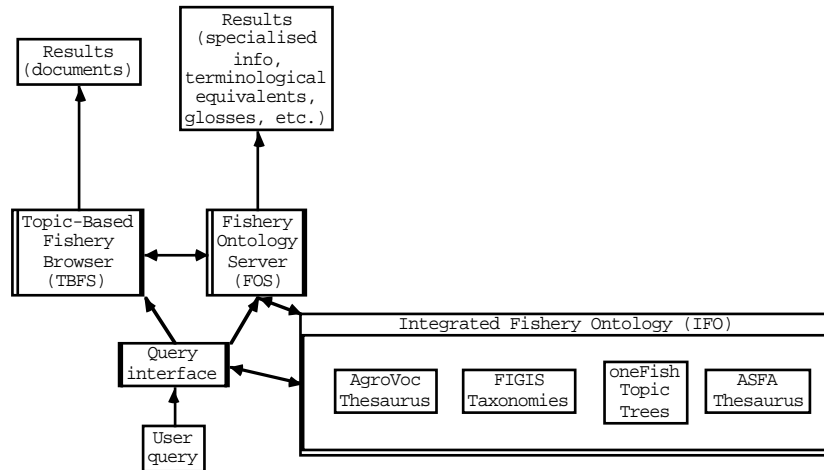 Results
(documents)
Results
(specialised
info,
terminological
equivalents,
glosses, etc.)
Topic-Based
Fishery
Browser
(TBFS)
Fishery
Ontology
Server
(FOS)
Integrated Fishery Ontology (IFO)
Query
interface
AgroVoc
Thesaurus
FIGIS
Taxonomies
oneFish
Topic
Trees
ASFA
Thesaurus
User
query